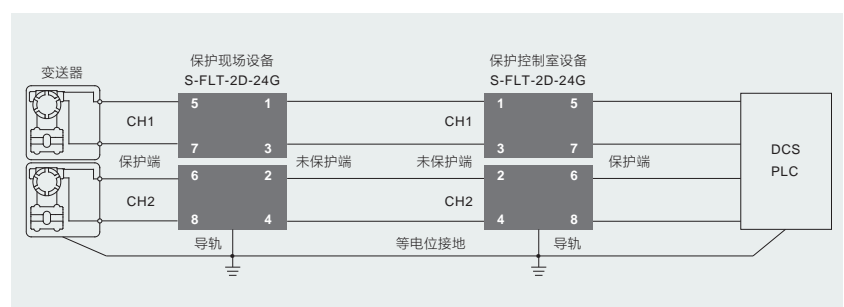 变送器
保护现场设备
S-FLT-2D-24G
保护控制室设备
S-FLT-2D-24G
5 1
CH1
7 3
CH1
1 5
3 7
保护端
未保护端
未保护端
保护端
6 2
CH2
8 4
CH2
2 6
4 8
DCS
PLC
导轨
等电位接地
导轨